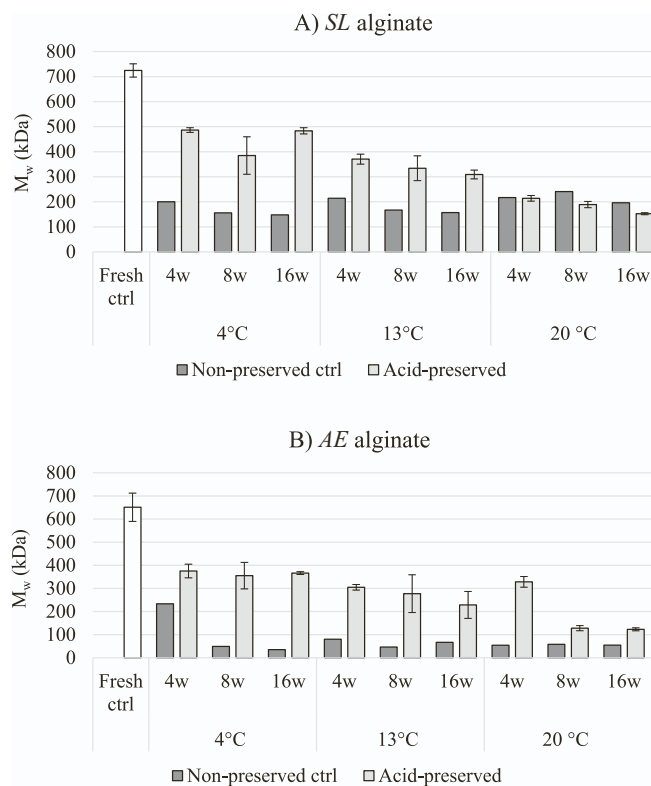 A) SL alginate
800
700
600
500
400
300
200
100
0
M_w (kDa)
Fresh ctrl
4w 8w 16w 4w 8w 16w 4w 8w 16w
4°C 13°C 20 °C
Non-preserved ctrl Acid-preserved
B) AE alginate
800
700
600
500
400
300
200
100
0
M_w (kDa)
Fresh ctrl
4w 8w 16w 4w 8w 16w 4w 8w 16w
4°C 13°C 20 °C
Non-preserved ctrl Acid-preserved